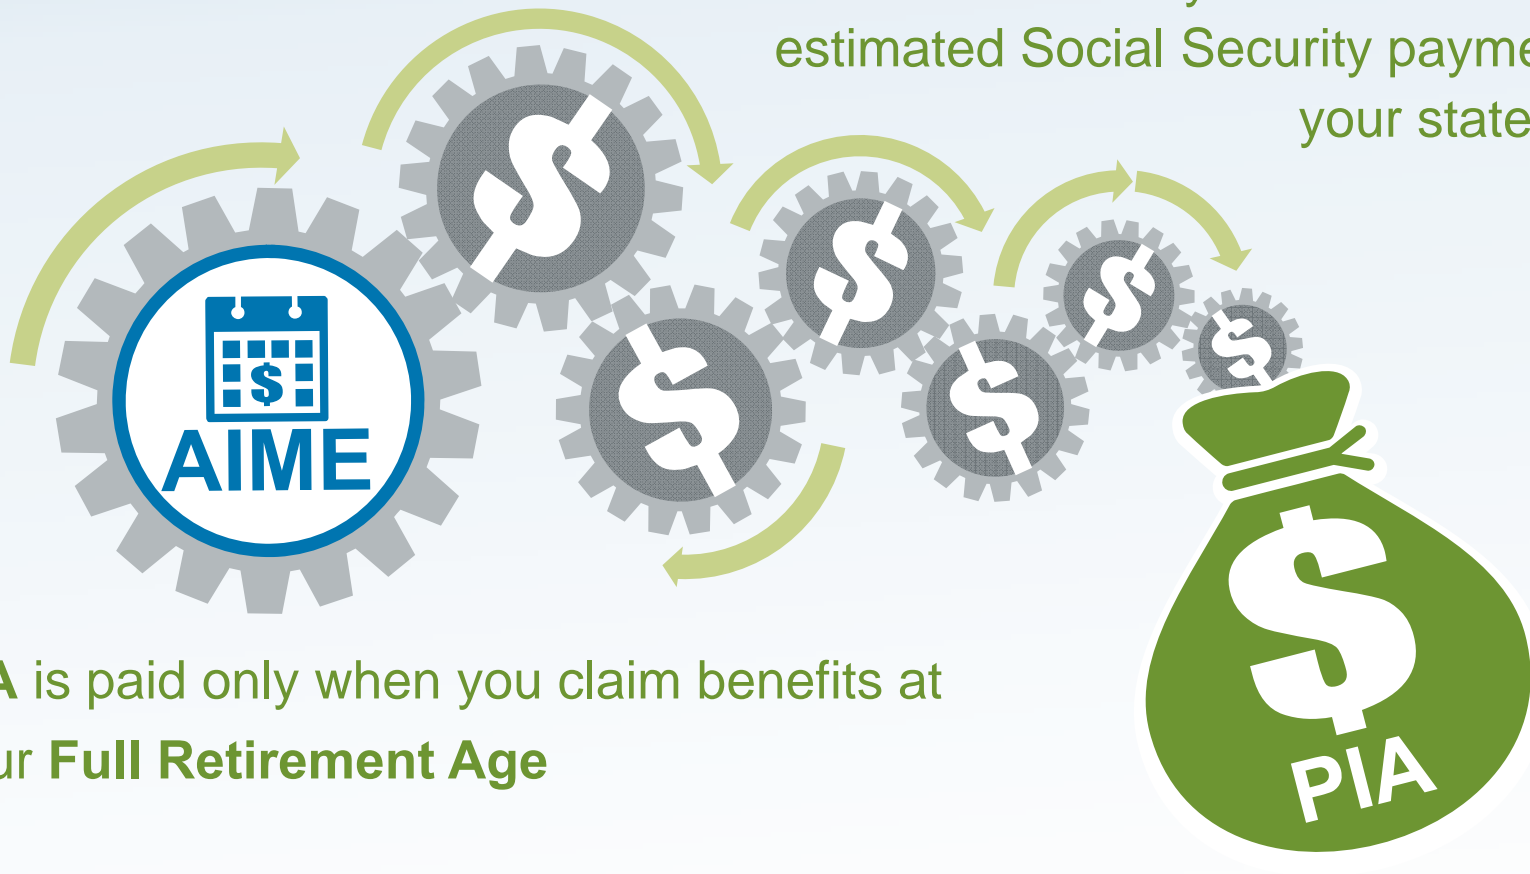 estimated Social Security payme
your state
$
$
$
$
$
$
$
AIME
$
A is paid only when you claim benefits at
ur Full Retirement Age
$
PIA